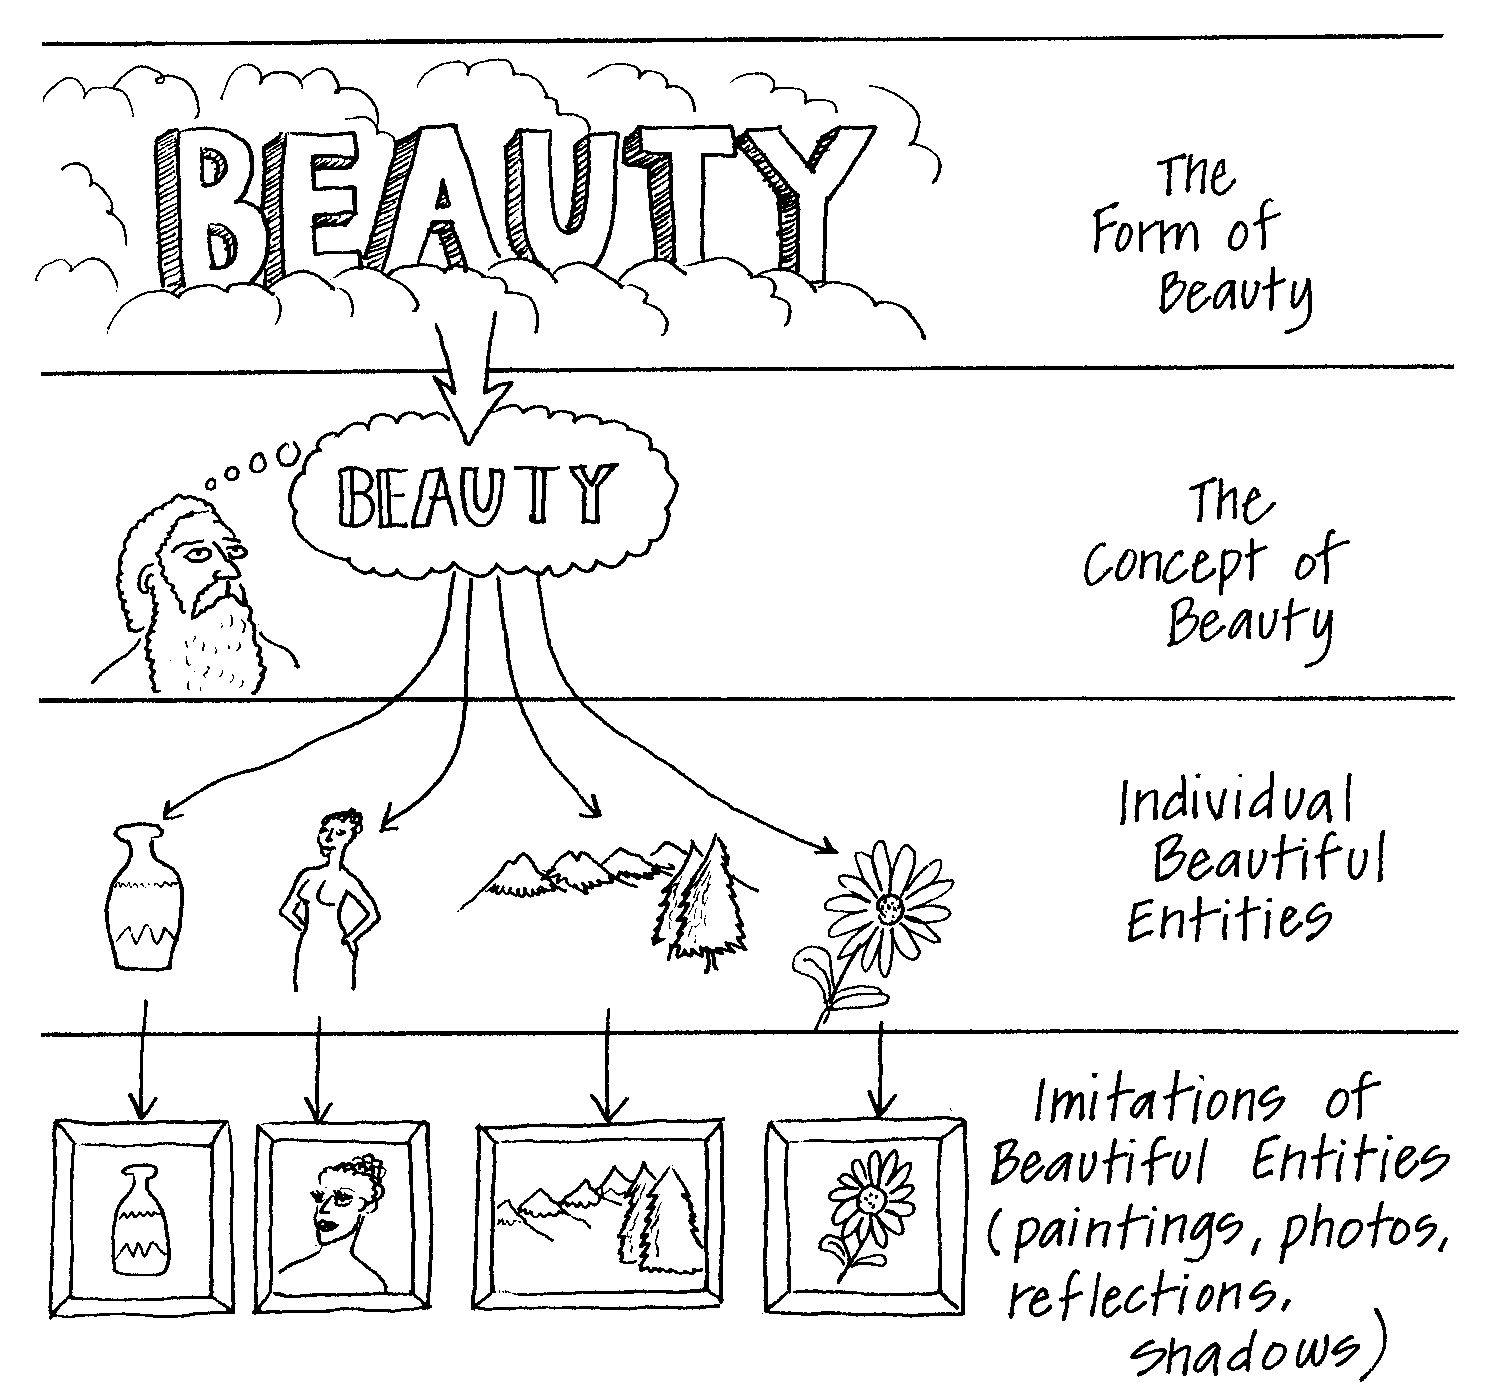 BEAUTY
The
Form of
Beauty
BEAUTY
The
Concept of
Beauty
Individual
Beautiful
Entities
Imitations of
Beautiful Entities
(paintings, photos,
reflections,
shadows)